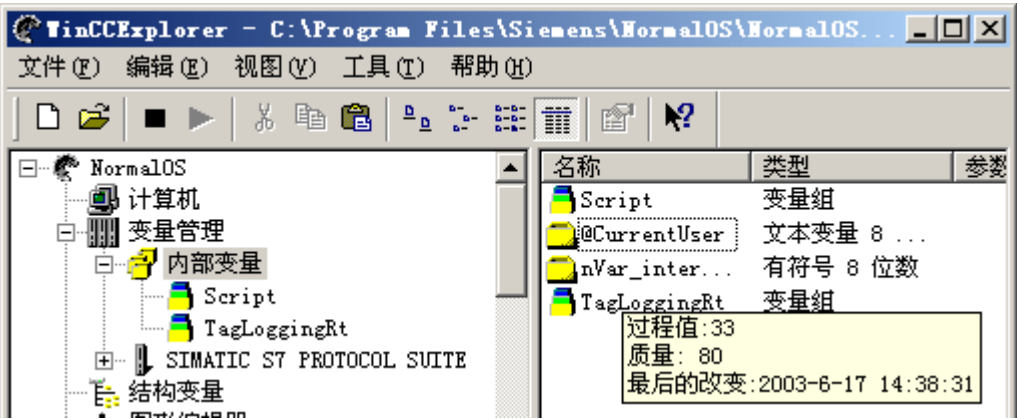 WinCCExplorer - C:\Program Files\Siemens\NormalOS\NormalOS...
文件(F) 编辑(E) 视图(V) 工具(T) 帮助(H)
名称 类型 参数
NormalOS
计算机
变量管理
内部变量
Script
TagLoggingRt
SIMATIC S7 PROTOCOL SUITE
结构变量
Script 变量组
@CurrentUser 文本变量 8 ...
nVar_inter... 有符号 8 位数
TagLoggingRt 变量组
过程值:33
质量: 80
最后的改变:2003-6-17 14:38:31